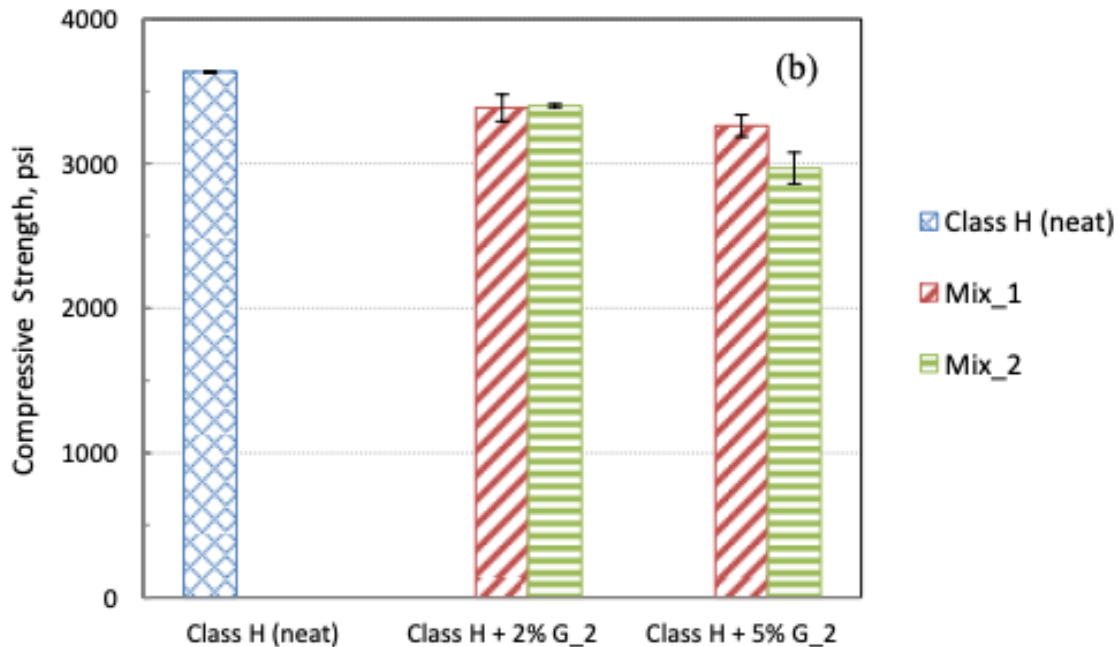 4000
(b)
3000
2000
1000
0
Compressive Strength, psi
Class H (neat)
Class H + 2% G_2
Class H + 5% G_2
Class H (neat)
Mix_1
Mix_2